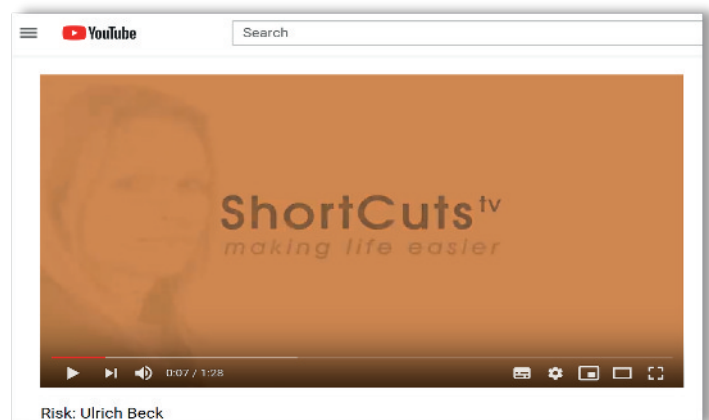 YouTube
Search
ShortCuts tv
making life easier
0:07 / 1:28
Risk: Ulrich Beck